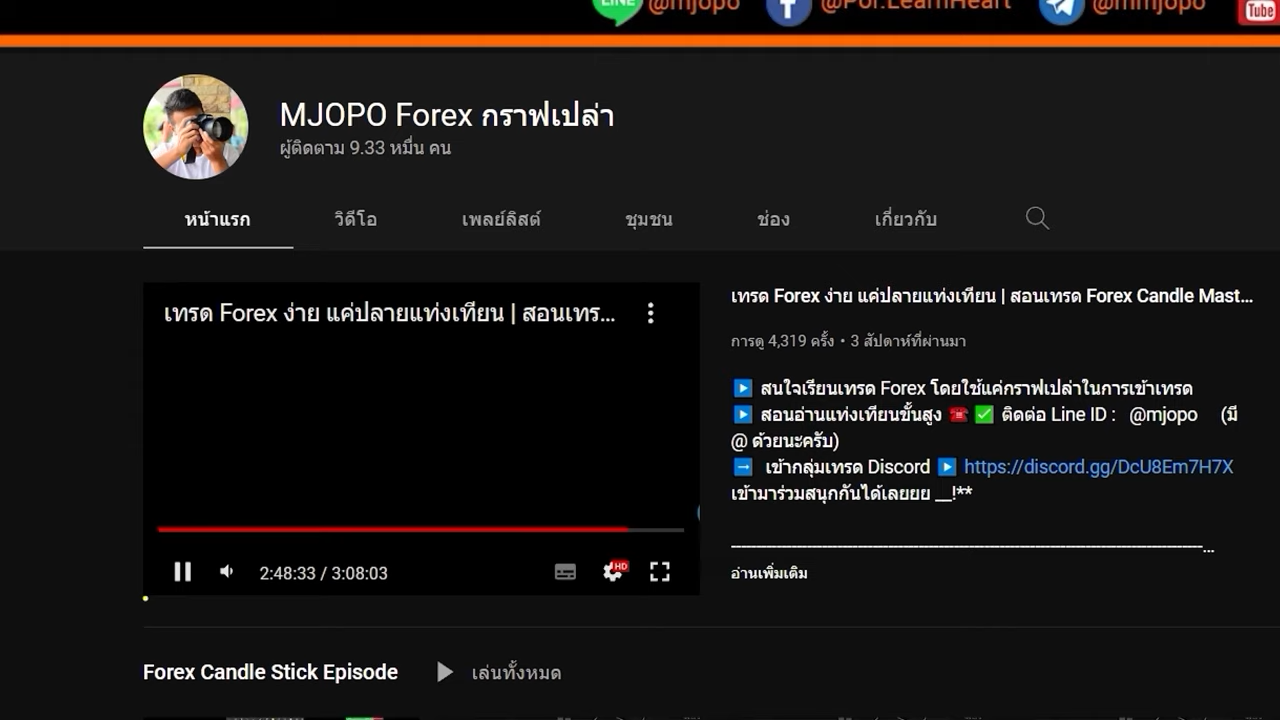 LINE @mjopo @Por.LearnHeart @mmjopo Tube
MJOPO Forex กราฟเปล่า
ผู้ติดตาม 9.33 หมื่น คน
หน้าแรก วิดีโอ เพลย์ลิสต์ ชุมชน ช่อง เกี่ยวกับ
เทรด Forex ง่าย แค่ปลายแท่งเทียน | สอนเทร...
เทรด Forex ง่าย แค่ปลายแท่งเทียน | สอนเทรด Forex Candle Mast...
การดู 4,319 ครั้ง • 3 สัปดาห์ที่ผ่านมา
สนใจเรียนเทรด Forex โดยใช้แค่กราฟเปล่าในการเข้าเทรด
สอนอ่านแท่งเทียนขั้นสูง ☎️ ✅ ติดต่อ Line ID : @mjopo (มี
@ ด้วยนะครับ)
เข้ากลุ่มเทรด Discord https://discord.gg/DcU8Em7H7X
เข้ามาร่วมสนุกกันได้เลยยย __!**
...
อ่านเพิ่มเติม
2:48:33 / 3:08:03 HD
Forex Candle Stick Episode เล่นทั้งหมด